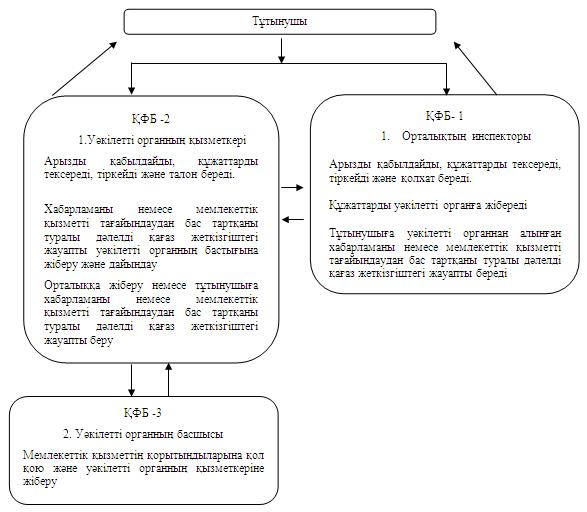 Тұтынушы
ҚФБ -2
1.Уәкілетті органның қызметкері
Арызды қабылдайды, құжаттарды
тексереді, тіркейді және талон береді.
Хабарламаны немесе мемлекеттік
қызметті тағайындаудан бас тартқаны
туралы дәлелді қағаз жеткізгіштегі
жауапты уәкілетті органның бастығына
жіберу және дайындау
Орталыққа жіберу немесе тұтынушыға
хабарламаны немесе мемлекеттік
қызметті тағайындаудан бас тартқаны
туралы дәлелді қағаз жеткізгіштегі
жауапты беру
ҚФБ- 1
1. Орталықтың инспекторы
Арызды қабылдайды, құжаттарды тексереді,
тіркейді және қолхат береді.
Құжаттарды уәкілетті органға жібереді
Тұтынушыға уәкілетті органнан алынған
хабарламаны немесе мемлекеттік қызметті
тағайындаудан бас тартқаны туралы дәлелді
қағаз жеткізгіштегі жауапты береді
ҚФБ -3
2. Уәкілетті органның басшысы
Мемлекеттік қызметтің қорытындыларына қол
қою және уәкілетті органның қызметкеріне
жіберу